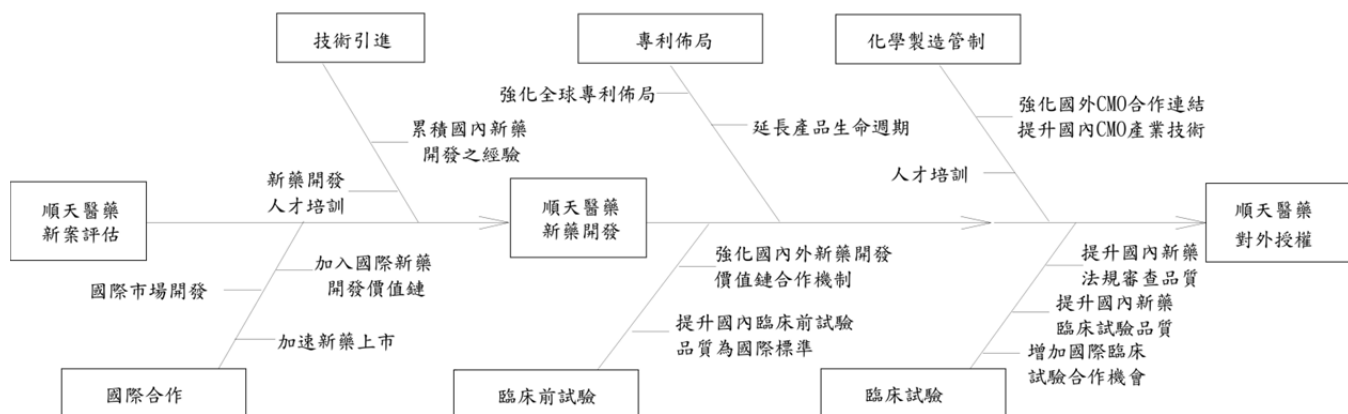 技術引進
專利佈局
化學製造管制
強化全球專利佈局
強化國外CMO合作連結
提升國內CMO產業技術
累積國內新藥
開發之經驗
延長產品生命週期
新藥開發
人才培訓
人才培訓
順天醫藥
新案評估
順天醫藥
新藥開發
順天醫藥
對外授權
加入國際新藥
開發價值鏈
強化國內外新藥開發
價值鏈合作機制
提升國內新藥
法規審查品質
國際市場開發
提升國內新藥
臨床試驗品質
提升國內臨床前試驗
品質為國際標準
加速新藥上市
增加國際臨床
試驗合作機會
國際合作
臨床前試驗
臨床試驗